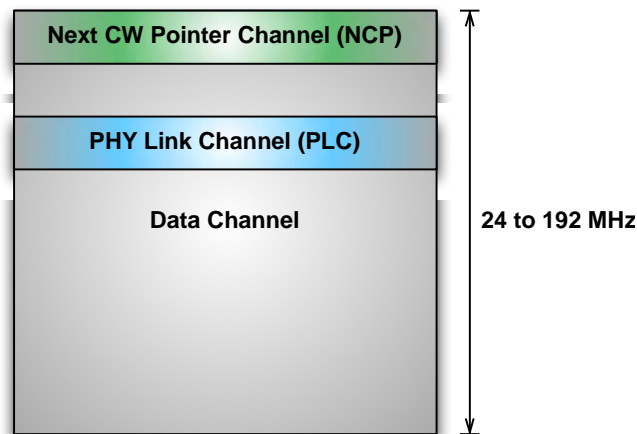 Next CW Pointer Channel (NCP)
PHY Link Channel (PLC)
Data Channel
24 to 192 MHz